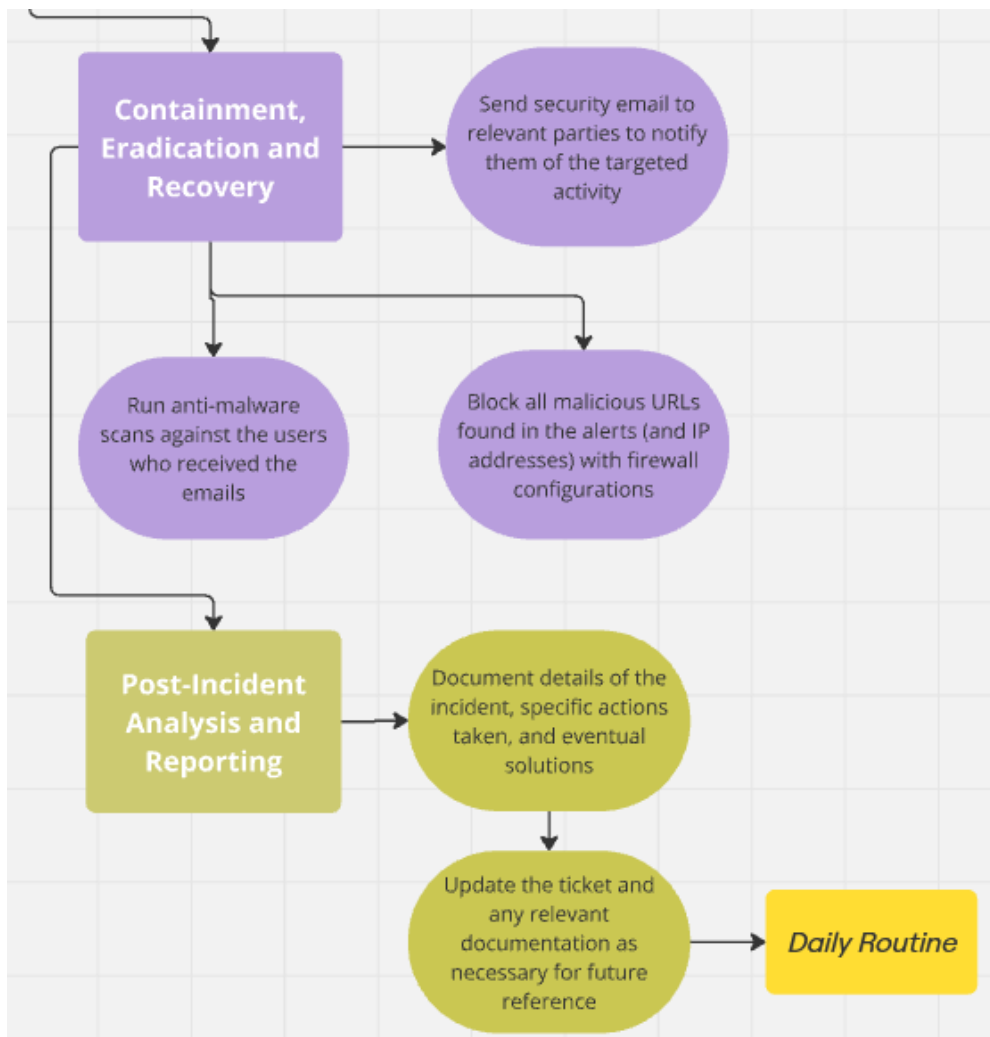 Containment,
Eradication and
Recovery
Send security email to
relevant parties to notify
them of the targeted
activity
Run anti-malware
scans against the users
who received the
emails
Block all malicious URLs
found in the alerts (and IP
addresses) with firewall
configurations
Post-Incident
Analysis and
Reporting
Document details of the
incident, specific actions
taken, and eventual
solutions
Update the ticket and
any relevant
documentation as
necessary for future
reference
Daily Routine